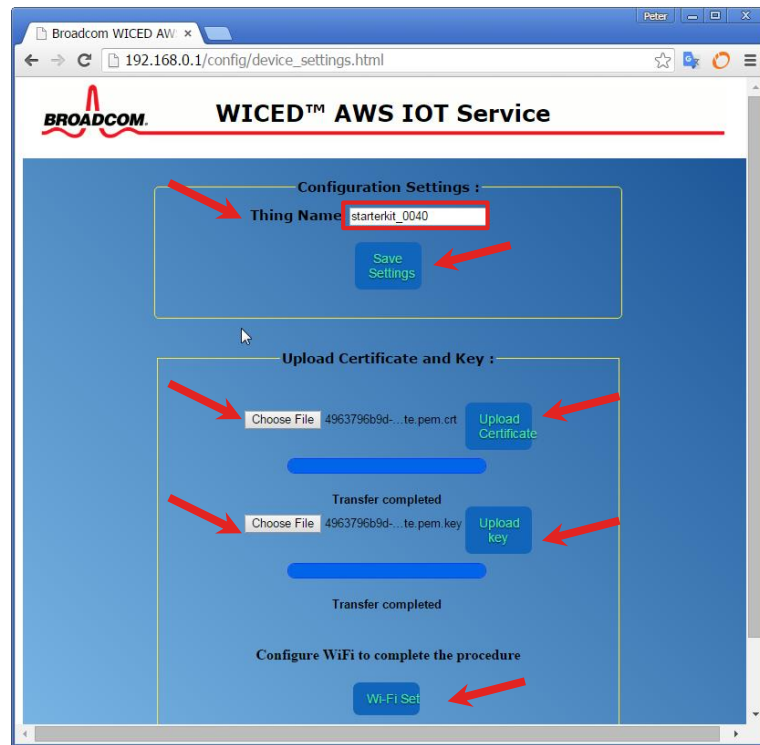 Peter
Broadcom WICED AW
192.168.0.1/config/device_settings.html
BROADCOM.
WICED™ AWS IOT Service
Configuration Settings :
Thing Name
starterkit_0040
Save
Settings
Upload Certificate and Key :
Choose File 4963796b9d-...te.pem.crt
Upload
Certificate
Transfer completed
Choose File 4963796b9d-...te.pem.key
Upload
key
Transfer completed
Configure WiFi to complete the procedure
Wi-Fi Set